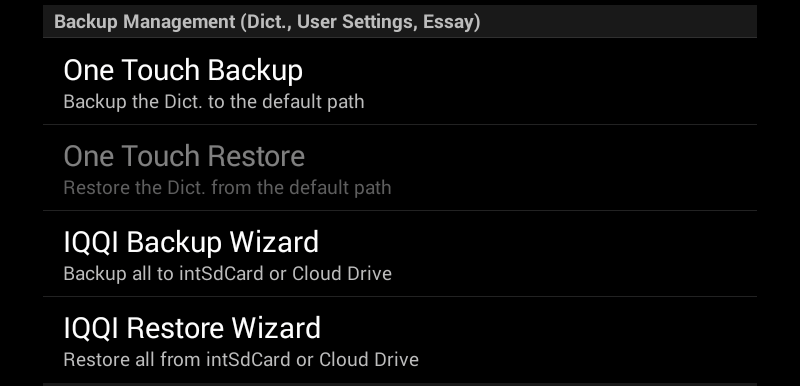 Backup Management (Dict., User Settings, Essay)
One Touch Backup
Backup the Dict. to the default path
One Touch Restore
Restore the Dict. from the default path
IQQI Backup Wizard
Backup all to intSdCard or Cloud Drive
IQQI Restore Wizard
Restore all from intSdCard or Cloud Drive